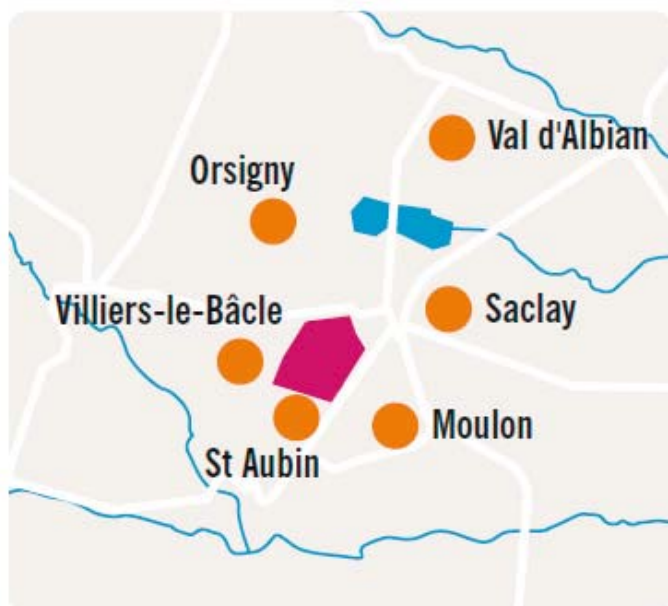 Val d'Albian
Orsigny
Villiers-le-Bâcle
Saclay
Moulon
St Aubin